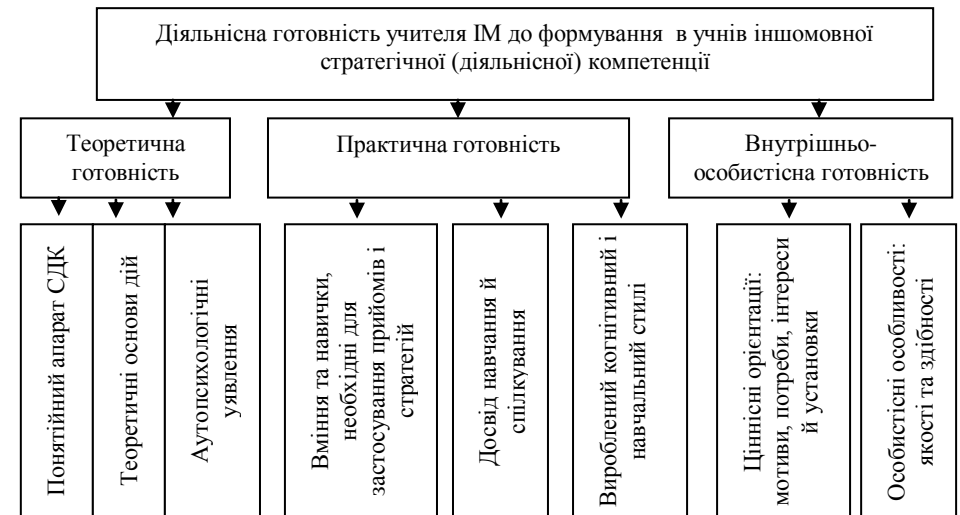 Діяльнісна готовність учителя ІМ до формування в учнів іншомовної
стратегічної (діяльнісної) компетенції
Теоретична
готовність
Практична готовність
Внутрішньо-
особистісна готовність
Понятійний апарат СДК
Теоретичні основи дій
Аутопсихологічні
уявлення
Вміння та навички,
необхідні для
застосування прийомів і
стратегій
Досвід навчання й
спілкування
Вироблений когнітивний і
навчальний стилі
Ціннісні орієнтації:
мотиви, потреби, інтереси
й установки
Особистісні особливості:
якості та здібності